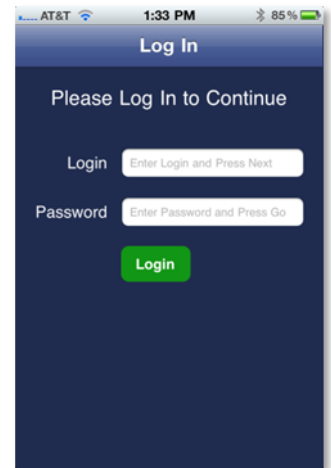 AT&T 1:33 PM 85%
Log In
Please Log In to Continue
Login Enter Login and Press Next
Password Enter Password and Press Go
Login